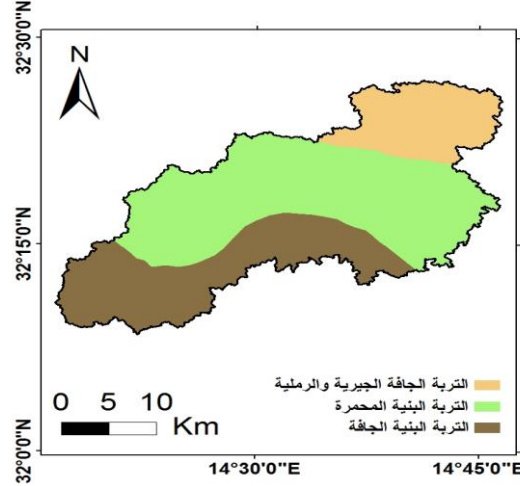 32°30'0"N
N
32°15'0"N
التربة الجافة الجيرية والرملية
التربة البنية المحمرة
التربة البنية الجافة
0 5 10
Km
32°0'0"N
14°30'0"E 14°45'0"E